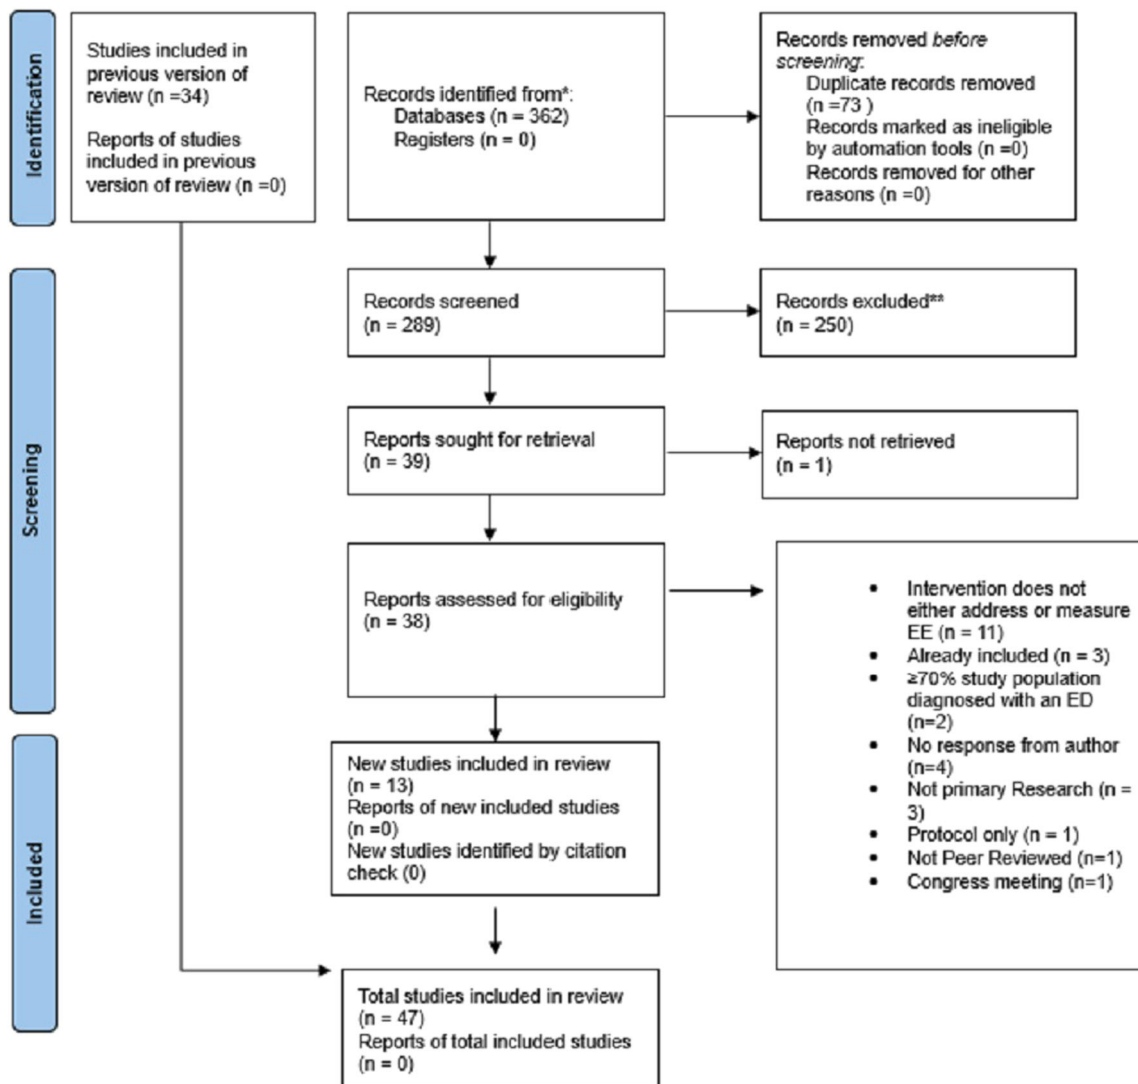 Identification
Studies included in
previous version of
review (n =34)
Reports of studies
included in previous
version of review (n =0)
Records identified from*:
Databases (n = 362)
Registers (n = 0)
Records removed before
screening:
Duplicate records removed
(n =73 )
Records marked as ineligible
by automation tools (n =0)
Records removed for other
reasons (n =0)
Screening
Records screened
(n = 289)
Records excluded**
(n = 250)
Reports sought for retrieval
(n = 39)
Reports not retrieved
(n = 1)
Reports assessed for eligibility
(n = 38)
• Intervention does not
either address or measure
EE (n = 11)
• Already included (n = 3)
• ≥70% study population
diagnosed with an ED
(n=2)
• No response from author
(n=4)
• Not primary Research (n =
3)
• Protocol only (n = 1)
• Not Peer Reviewed (n=1)
• Congress meeting (n=1)
Included
New studies included in review
(n = 13)
Reports of new included studies
(n =0)
New studies identified by citation
check (0)
Total studies included in review
(n = 47)
Reports of total included studies
(n = 0)